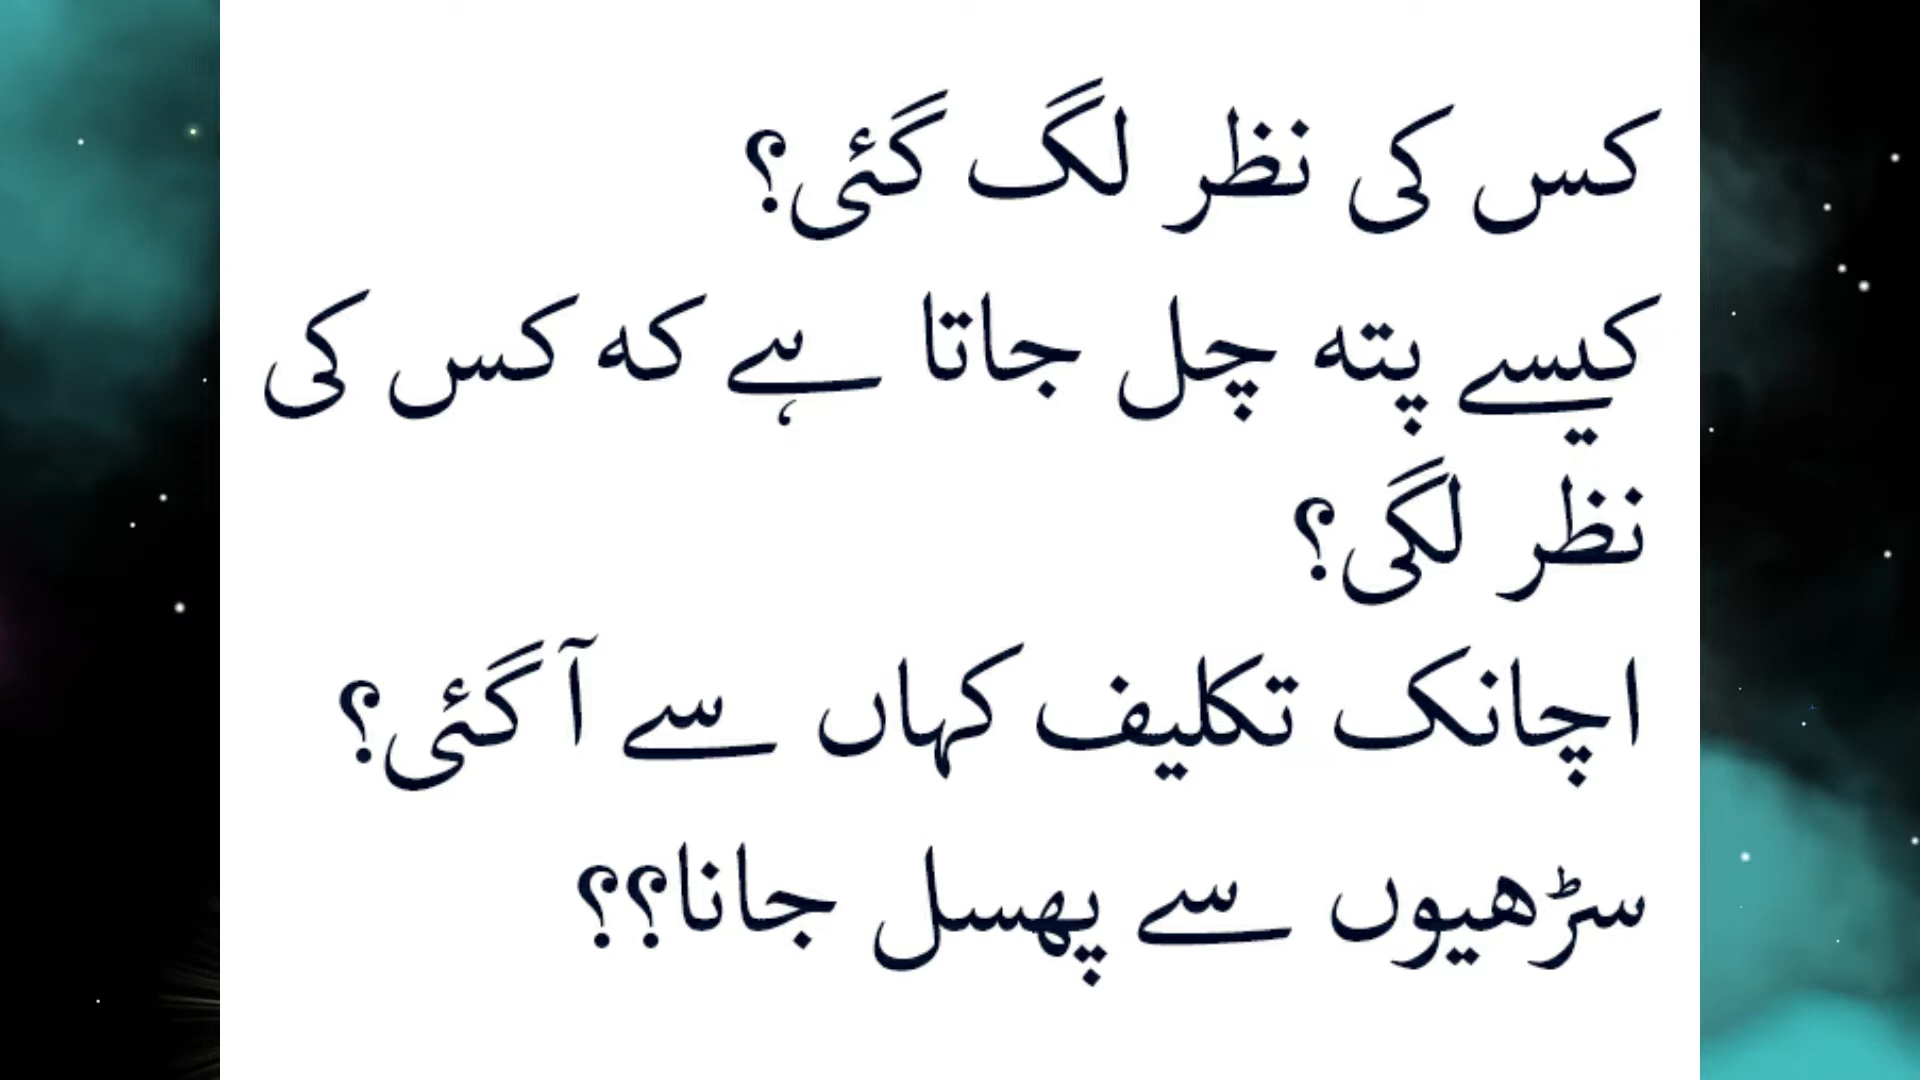 کس کی نظر لگ گئی؟
کیسے پتہ چل جاتا ہے کہ کس کی
نظر لگی؟
اچانک تکلیف کہاں سے آ گئی؟
سڑھیوں سے پھسل جانا؟؟